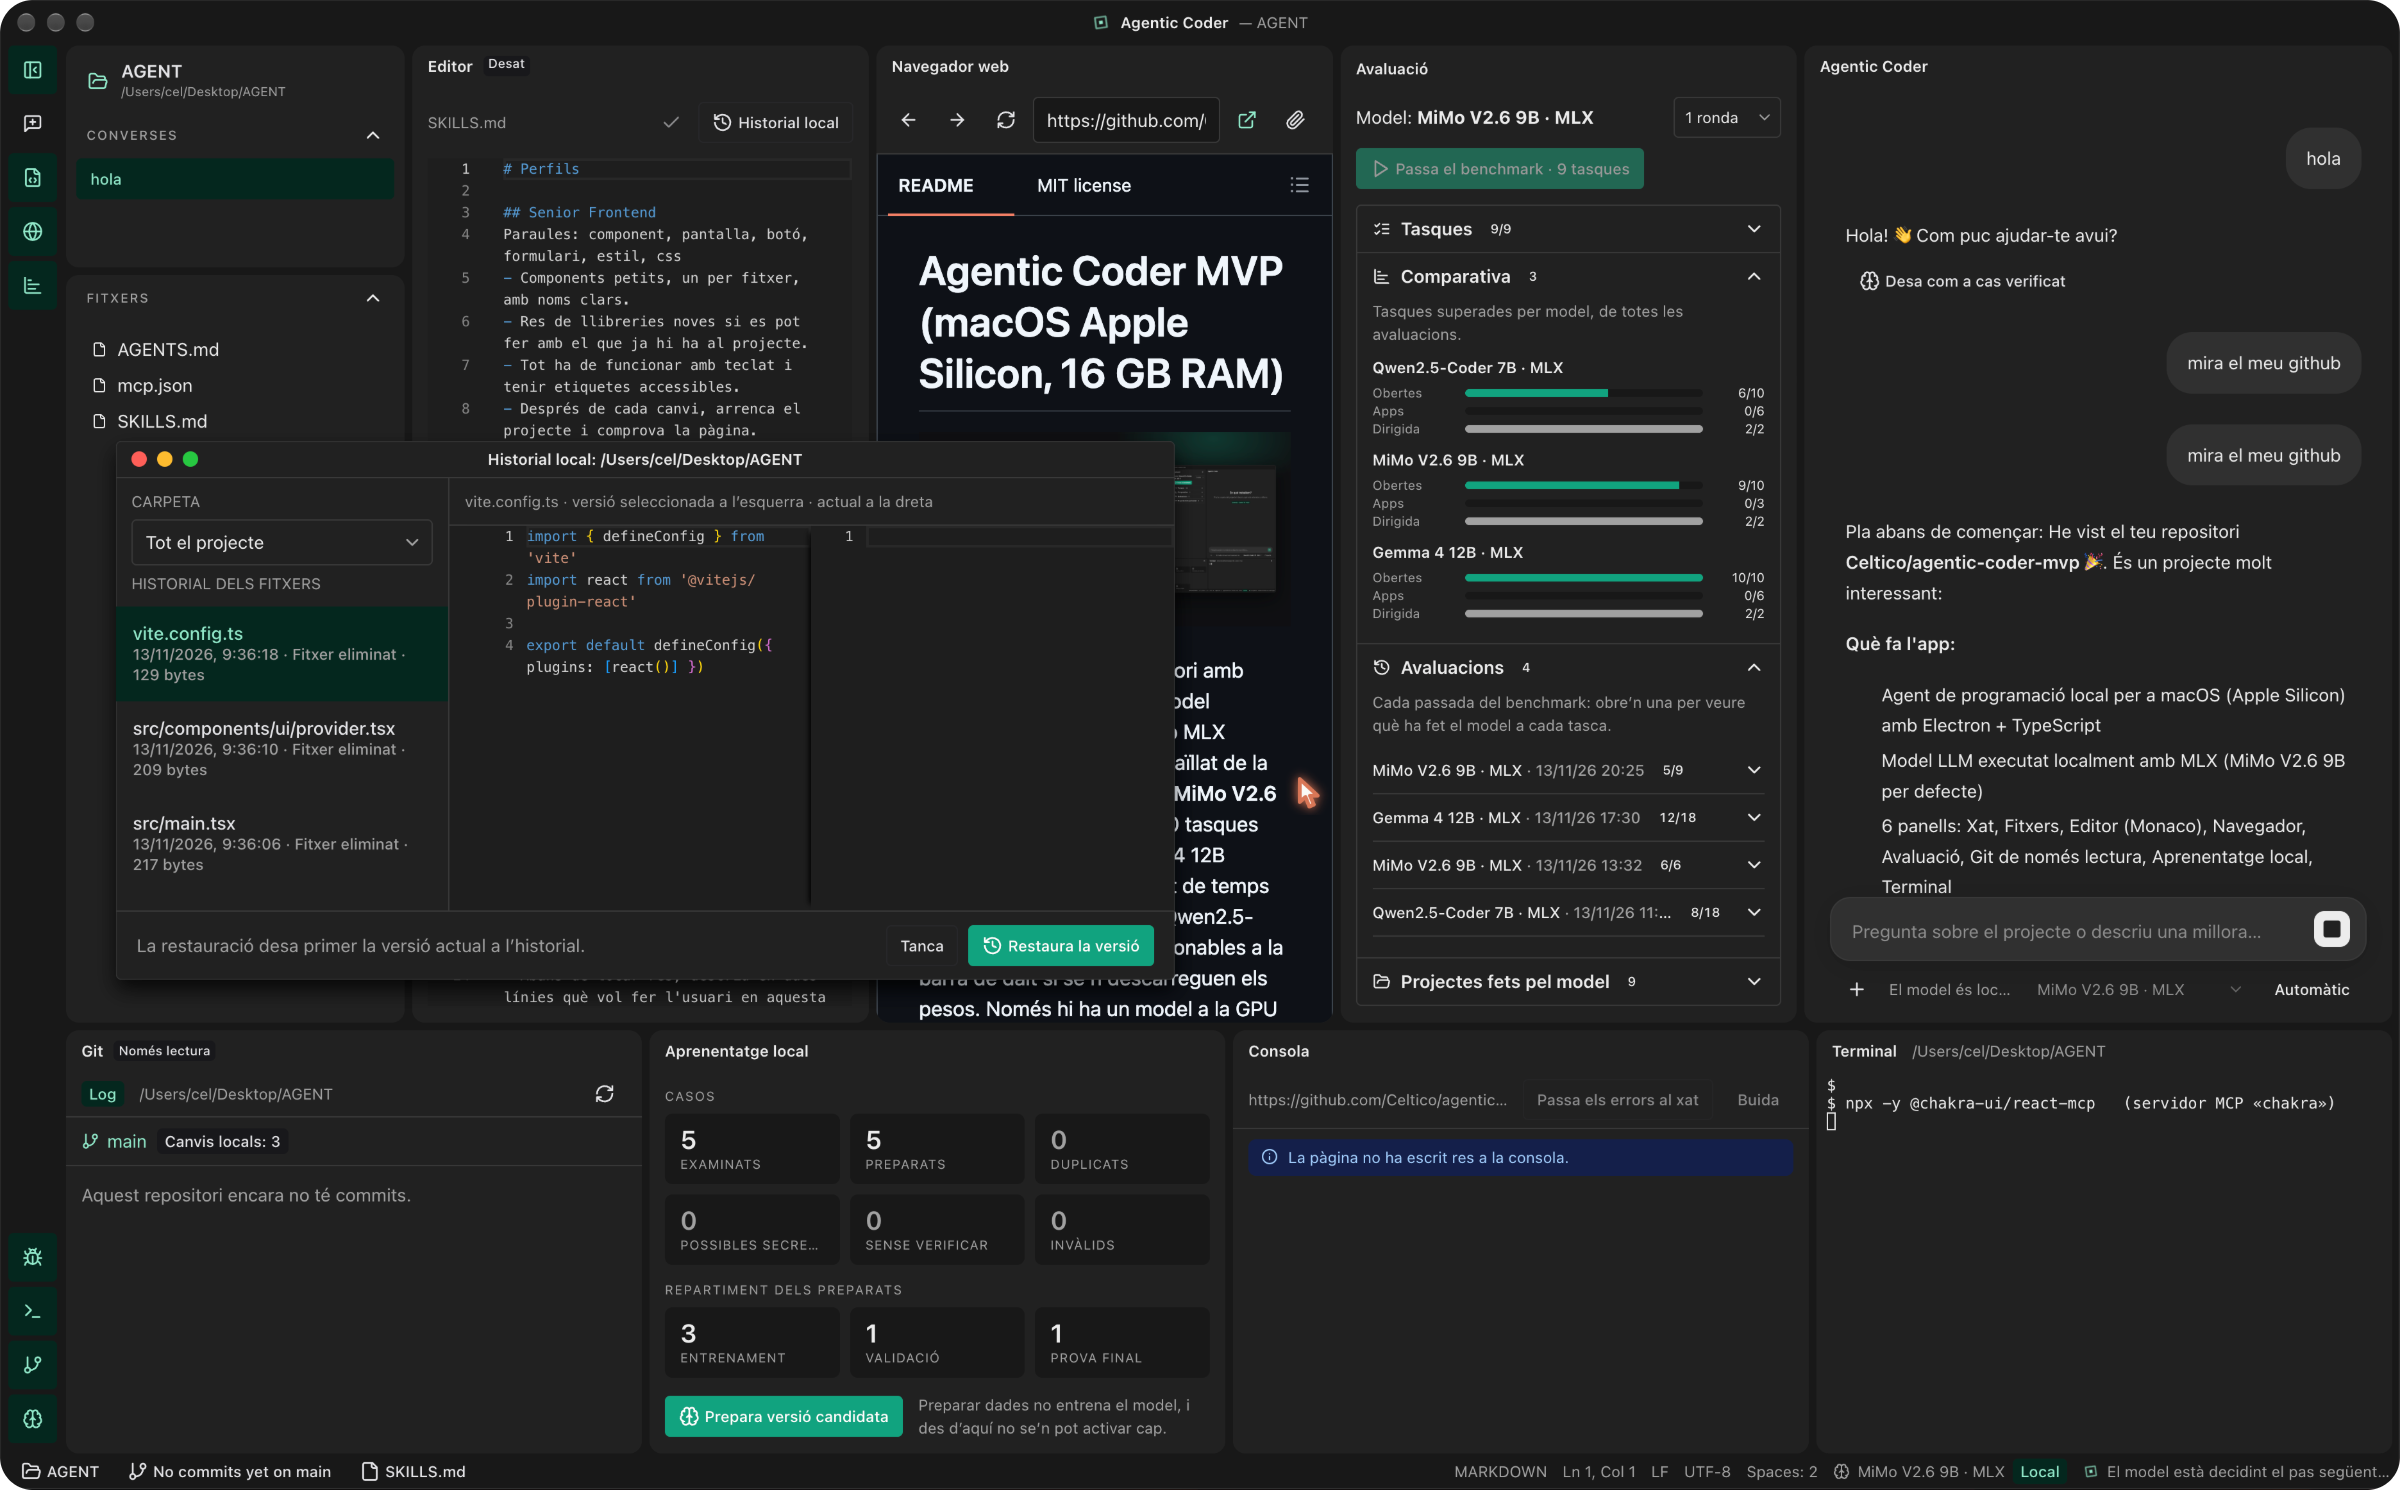 Agentic Coder — AGENT
AGENT
/Users/cel/Desktop/AGENT
CONVERSES
hola
FITXERS
AGENTS.md
mcp.json
SKILLS.md
Editor Desat
SKILLS.md Historial local
1 # Perfils
2
3 ## Senior Frontend
4 Paraules: component, pantalla, botó,
formulari, estil, css
5 - Components petits, un per fitxer,
amb noms clars.
6 - Res de llibreries noves si es pot
fer amb el que ja hi ha al projecte.
7 - Tot ha de funcionar amb teclat i
tenir etiquetes accessibles.
8 - Després de cada canvi, arrenca el
projecte i comprova la pàgina.
línies què vol fer l'usuari en aquesta
Navegador web
https://github.com/
README MIT license
Agentic Coder MVP
(macOS Apple
Silicon, 16 GB RAM)
ori amb
odel
MLX
aïllat de la
MiMo V2.6
tasques
4 12B
de temps
Qwen2.5-
onables a la
barra de dalt si se'n descarreguen els
pesos. Només hi ha un model a la GPU
Historial local: /Users/cel/Desktop/AGENT
CARPETA
Tot el projecte
HISTORIAL DELS FITXERS
vite.config.ts
13/11/2026, 9:36:18 · Fitxer eliminat ·
129 bytes
src/components/ui/provider.tsx
13/11/2026, 9:36:10 · Fitxer eliminat ·
209 bytes
src/main.tsx
13/11/2026, 9:36:06 · Fitxer eliminat ·
217 bytes
vite.config.ts · versió seleccionada a l’esquerra · actual a la dreta
1 import { defineConfig } from
'vite'
2 import react from '@vitejs/
plugin-react'
3
4 export default defineConfig({
plugins: [react()] })
1
La restauració desa primer la versió actual a l’historial.
Tanca Restaura la versió
Avaluació
Model: MiMo V2.6 9B · MLX 1 ronda
Passa el benchmark · 9 tasques
Tasques 9/9
Comparativa 3
Tasques superades per model, de totes les
avaluacions.
Qwen2.5-Coder 7B · MLX
Obertes 6/10
Apps 0/6
Dirigida 2/2
MiMo V2.6 9B · MLX
Obertes 9/10
Apps 0/3
Dirigida 2/2
Gemma 4 12B · MLX
Obertes 10/10
Apps 0/6
Dirigida 2/2
Avaluacions 4
Cada passada del benchmark: obre’n una per veure
què ha fet el model a cada tasca.
MiMo V2.6 9B · MLX · 13/11/26 20:25 5/9
Gemma 4 12B · MLX · 13/11/26 17:30 12/18
MiMo V2.6 9B · MLX · 13/11/26 13:32 6/6
Qwen2.5-Coder 7B · MLX · 13/11/26 11:... 8/18
Projectes fets pel model 9
Agentic Coder
hola
Hola! 👋 Com puc ajudar-te avui?
Desa com a cas verificat
mira el meu github
mira el meu github
Pla abans de començar: He vist el teu repositori
Celtico/agentic-coder-mvp 🎉. És un projecte molt
interessant:
Què fa l'app:
Agent de programació local per a macOS (Apple Silicon)
amb Electron + TypeScript
Model LLM executat localment amb MLX (MiMo V2.6 9B
per defecte)
6 panells: Xat, Fitxers, Editor (Monaco), Navegador,
Avaluació, Git de només lectura, Aprenentatge local,
Terminal
Pregunta sobre el projecte o descriu una millora...
+ El model és loc... MiMo V2.6 9B · MLX Automàtic
Git Només lectura
Log /Users/cel/Desktop/AGENT
main Canvis locals: 3
Aquest repositori encara no té commits.
Aprenentatge local
CASOS
5 5 0
EXAMINATS PREPARATS DUPLICATS
0 0 0
POSSIBLES SECRE... SENSE VERIFICAR INVÀLIDS
REPARTIMENT DELS PREPARATS
3 1 1
ENTRENAMENT VALIDACIÓ PROVA FINAL
Prepara versió candidata
Preparar dades no entrena el model, i
des d’aquí no se’n pot activar cap.
Consola
https://github.com/Celtico/agentic... Passa els errors al xat Buida
La pàgina no ha escrit res a la consola.
Terminal /Users/cel/Desktop/AGENT
$
$ npx -y @chakra-ui/react-mcp (servidor MCP «chakra»)
AGENT No commits yet on main SKILLS.md
MARKDOWN Ln 1, Col 1 LF UTF-8 Spaces: 2 MiMo V2.6 9B · MLX Local El model està decidint el pas següent...